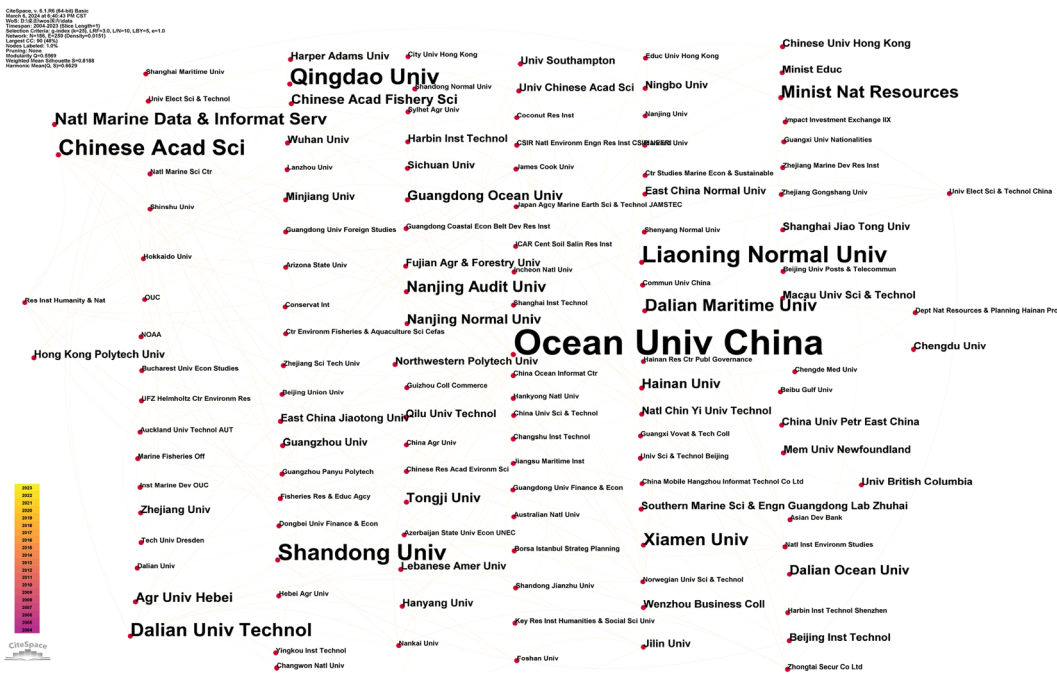 CiteSpace, v. 6.1.R6 (64-bit) Basic
March 6, 2024 at 6:40:43 PM CST
Timespan: 2004-2023 (Slice Length=1)
Selection Criteria: g-index (k=25), LRF=3.0, L/N=10, LBY=5, e=1.0
Network: N=186, E=259 (Density=0.0151)
Largest CC: 90 (48%)
Nodes Labeled: 1.0%
Pruning: None
Modularity Q=0.6969
Weighted Mean Silhouette S=0.8188
Harmonic Mean(Q, S)=0.6629
Chinese Univ Hong Kong
Harper Adams Univ
City Univ Hong Kong
Univ Southampton
Educ Univ Hong Kong
Shanghai Maritime Univ
Qingdao Univ
Minist Educ
Shandong Normal Univ
Univ Chinese Acad Sci
Ningbo Univ
Minist Nat Resources
Univ Elect Sci & Technol
Chinese Acad Fishery Sci
Sylhet Agr Univ
Coconut Res Inst
Nanjing Univ
Impact Investment Exchange IIX
Natl Marine Data & Informat Serv
Wuhan Univ
Harbin Inst Technol
CSIR Natl Environm Engn Res Inst CSIR
Guangxi Univ Nationalities
Chinese Acad Sci
Natl Marine Sci Ctr
Lanzhou Univ
Sichuan Univ
James Cook Univ
Ctr Studies Marine Econ & Sustainable
Zhejiang Marine Dev Res Inst
Shinshu Univ
Minjiang Univ
Guangdong Ocean Univ
Japan Agcy Marine Earth Sci & Technol JAMSTEC
East China Normal Univ
Zhejiang Gongshang Univ
Univ Elect Sci & Technol China
Guangdong Univ Foreign Studies
Guangdong Coastal Econ Belt Dev Res Inst
ICAR Cent Soil Salin Res Inst
Shenyang Normal Univ
Shanghai Jiao Tong Univ
Hokkaido Univ
Arizona State Univ
Fujian Agr & Forestry Univ
Incheon Natl Univ
Liaoning Normal Univ
Beijing Univ Posts & Telecommun
Res Inst Humanity & Nat
OUC
Conservat Int
Nanjing Audit Univ
Shanghai Inst Technol
Commun Univ China
Dalian Maritime Univ
Macau Univ Sci & Technol
Dept Nat Resources & Planning Hainan Pro
NOAA
Ctr Environm Fisheries & Aquaculture Sci Cefas
Nanjing Normal Univ
Ocean Univ China
Chengdu Univ
Hong Kong Polytech Univ
Bucharest Univ Econ Studies
Zhejiang Sci Tech Univ
Northwestern Polytech Univ
China Ocean Informat Ctr
Hainan Res Ctr Publ Governance
Chengde Med Univ
UFZ Helmholtz Ctr Environm Res
Beijing Union Univ
Guizhou Coll Commerce
Hankyong Natl Univ
Hainan Univ
Beibu Gulf Univ
Auckland Univ Technol AUT
East China Jiaotong Univ
Qilu Univ Technol
China Univ Sci & Technol
Natl Chin Yi Univ Technol
China Univ Petr East China
Marine Fisheries Off
Guangzhou Univ
China Agr Univ
Changshu Inst Technol
Guangxi Vovat & Tech Coll
Mem Univ Newfoundland
Inst Marine Dev OUC
Guangzhou Panyu Polytech
Chinese Res Acad Evironm Sci
Jiangsu Maritime Inst
Univ Sci & Technol Beijing
Zhejiang Univ
Fisheries Res & Educ Agcy
Tongji Univ
Guangdong Univ Finance & Econ
China Mobile Hangzhou Informat Technol Co Ltd
Univ British Columbia
Tech Univ Dresden
Dongbei Univ Finance & Econ
Azerbaijan State Univ Econ UNEC
Australian Natl Univ
Southern Marine Sci & Engn Guangdong Lab Zhuhai
Asian Dev Bank
Dalian Univ
Shandong Univ
Lebanese Amer Univ
Borsa Istanbul Strateg Planning
Xiamen Univ
Natl Inst Environm Studies
Agr Univ Hebei
Hebei Agr Univ
Hanyang Univ
Shandong Jianzhu Univ
Norwegian Univ Sci & Technol
Dalian Ocean Univ
Dalian Univ Technol
Nankai Univ
Key Res Inst Humanities & Social Sci Univ
Wenzhou Business Coll
Harbin Inst Technol Shenzhen
Yingkou Inst Technol
Foshan Univ
Jilin Univ
Beijing Inst Technol
Changwon Natl Univ
Zhongtai Secur Co Ltd
2023
2022
2021
2020
2019
2018
2017
2016
2015
2014
2013
2012
2011
2010
2009
2008
2007
2006
2005
2004
CiteSpace